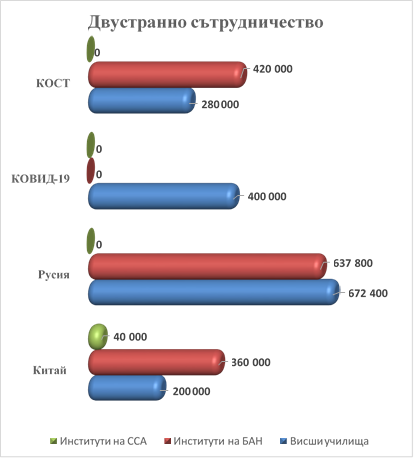 Двустранно сътрудничество
0
КОСТ
420 000
280 000
0
КОВИД-19
0
400 000
0
Русия
637 800
672 400
40 000
Китай
360 000
200 000
Институти на ССА Институти на БАН Висши училища